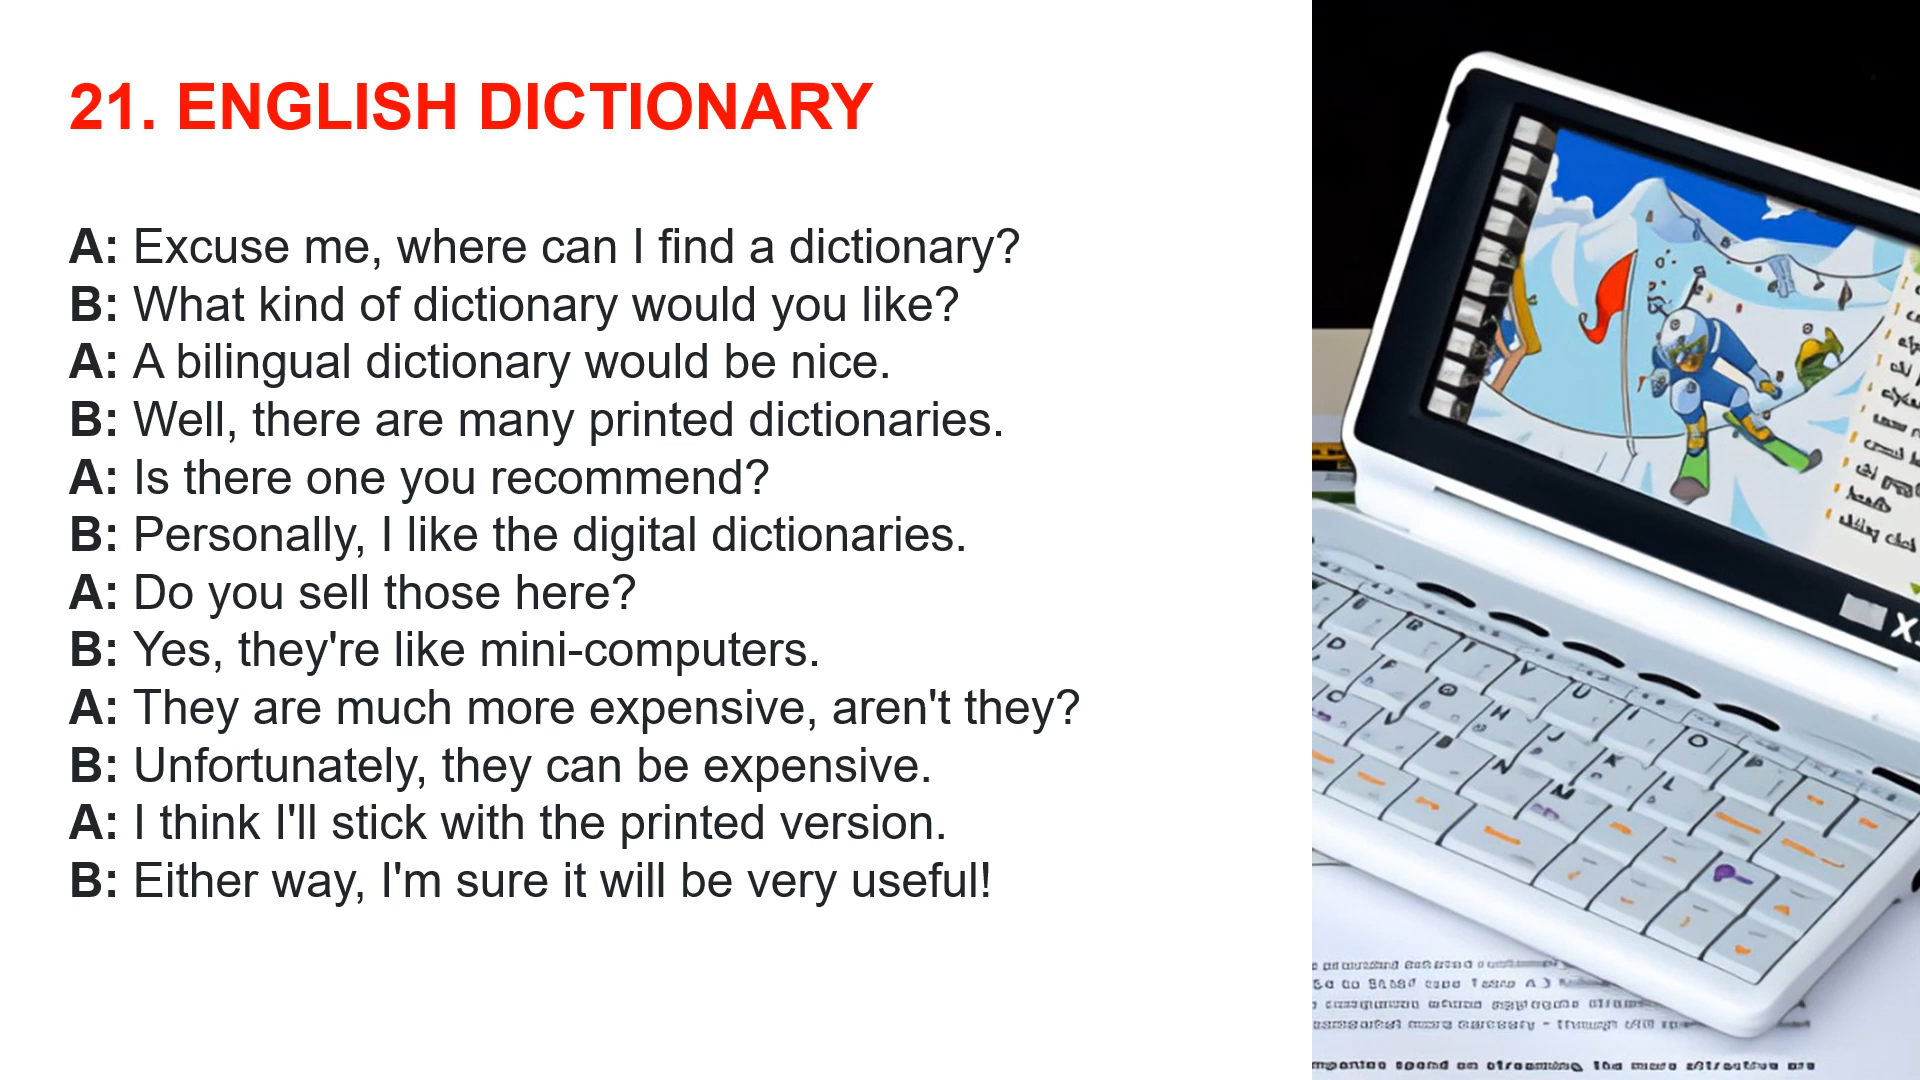 21. ENGLISH DICTIONARY
A: Excuse me, where can I find a dictionary?
B: What kind of dictionary would you like?
A: A bilingual dictionary would be nice.
B: Well, there are many printed dictionaries.
A: Is there one you recommend?
B: Personally, I like the digital dictionaries.
A: Do you sell those here?
B: Yes, they're like mini-computers.
A: They are much more expensive, aren't they?
B: Unfortunately, they can be expensive.
A: I think I'll stick with the printed version.
B: Either way, I'm sure it will be very useful!